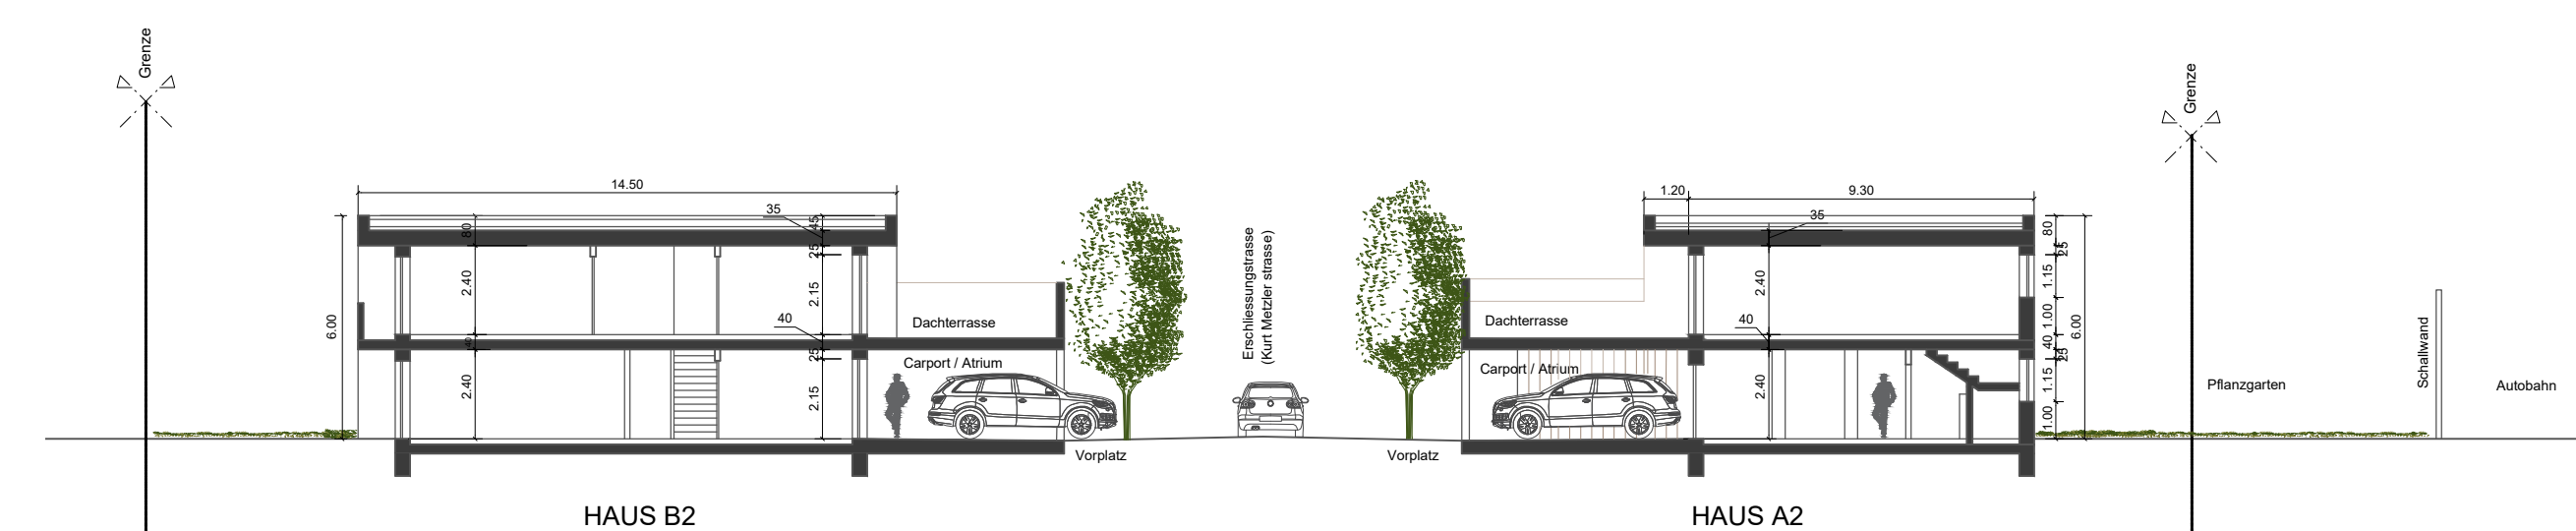 Grenze
Grenze
14.50
35
45
80
25
2.40
2.15
6.00
40
40
25
2.40
2.15
Dachterrasse
Carport / Atrium
Vorplatz
HAUS B2
Erschliessungstrasse
(Kurt Metzler strasse)
1.20
9.30
35
80
25
1.15
2.40
1.00
6.00
40
40
25
1.15
2.40
1.00
Dachterrasse
Carport / Atrium
Vorplatz
HAUS A2
Pflanzgarten
Schallwand
Autobahn